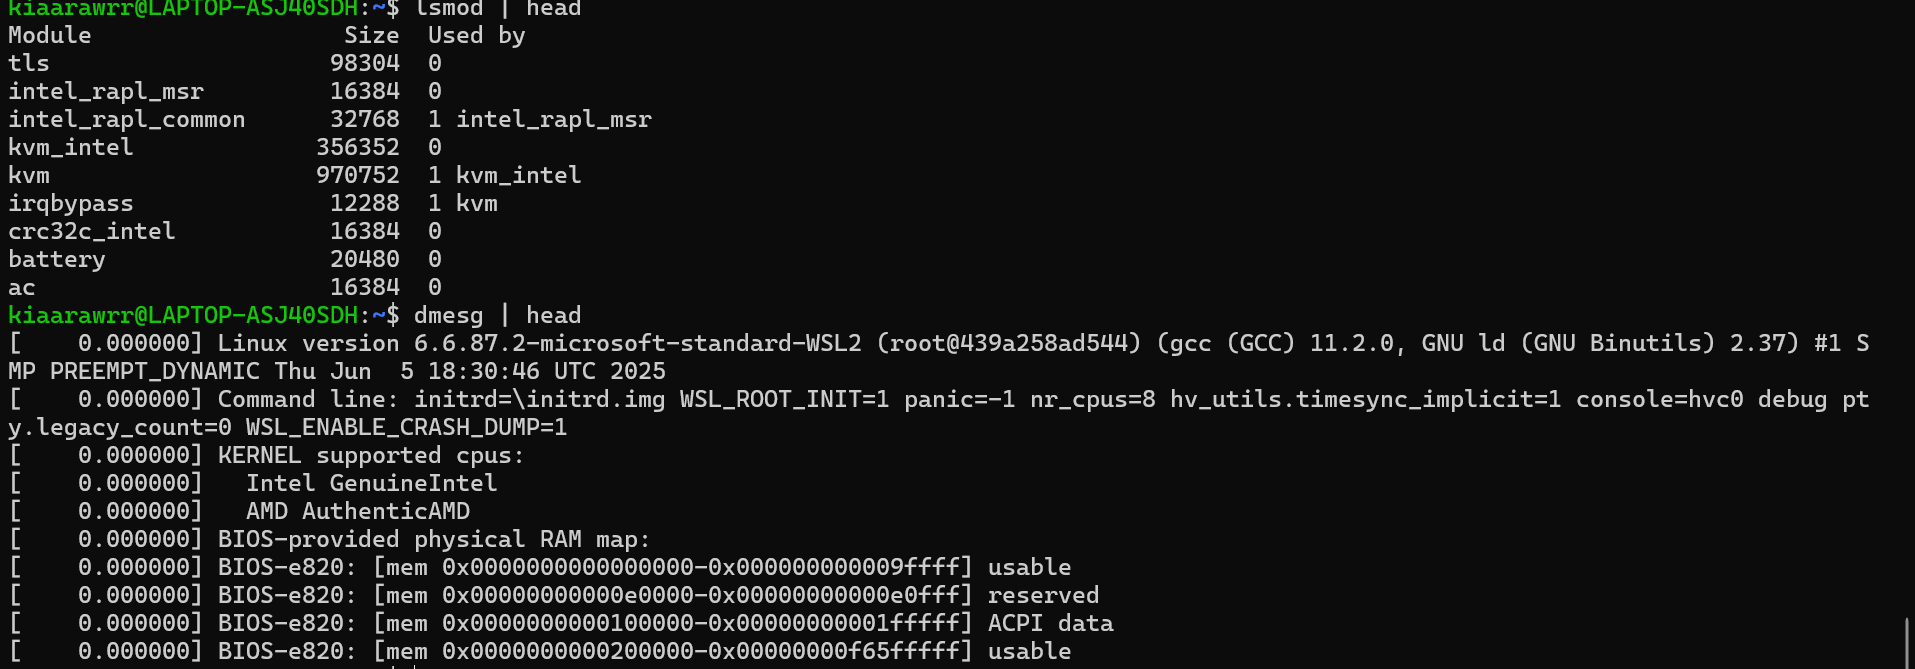 kiaarawrr@LAPTOP-ASJ40SDH:~$ lsmod | head
Module                  Size  Used by
tls                    98304  0
intel_rapl_msr         16384  0
intel_rapl_common      32768  1 intel_rapl_msr
kvm_intel             356352  0
kvm                   970752  1 kvm_intel
irqbypass              12288  1 kvm
crc32c_intel           16384  0
battery                20480  0
ac                     16384  0
kiaarawrr@LAPTOP-ASJ40SDH:~$ dmesg | head
[    0.000000] Linux version 6.6.87.2-microsoft-standard-WSL2 (root@439a258ad544) (gcc (GCC) 11.2.0, GNU ld (GNU Binutils) 2.37) #1 S
MP PREEMPT_DYNAMIC Thu Jun  5 18:30:46 UTC 2025
[    0.000000] Command line: initrd=\initrd.img WSL_ROOT_INIT=1 panic=-1 nr_cpus=8 hv_utils.timesync_implicit=1 console=hvc0 debug pt
y.legacy_count=0 WSL_ENABLE_CRASH_DUMP=1
[    0.000000] KERNEL supported cpus:
[    0.000000]   Intel GenuineIntel
[    0.000000]   AMD AuthenticAMD
[    0.000000] BIOS-provided physical RAM map:
[    0.000000] BIOS-e820: [mem 0x0000000000000000-0x000000000009ffff] usable
[    0.000000] BIOS-e820: [mem 0x00000000000e0000-0x00000000000e0fff] reserved
[    0.000000] BIOS-e820: [mem 0x0000000000100000-0x00000000001fffff] ACPI data
[    0.000000] BIOS-e820: [mem 0x0000000000200000-0x00000000f65fffff] usable